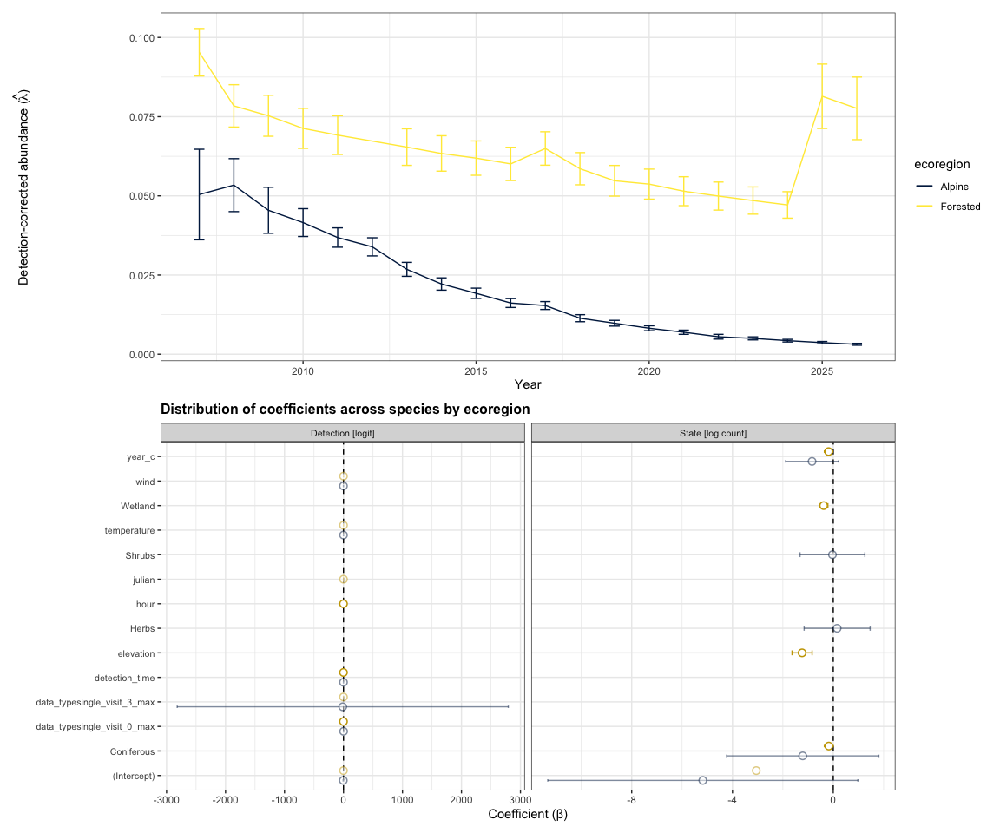 0.100
0.075
0.050
0.025
0.000
Detection-corrected abundance (λ̂)
2010
2015
2020
2025
Year
ecoregion
Alpine
Forested
Distribution of coefficients across species by ecoregion
Detection [logit]
State [log count]
year_c
wind
Wetland
temperature
Shrubs
julian
hour
Herbs
elevation
detection_time
data_typesingle_visit_3_max
data_typesingle_visit_0_max
Coniferous
(Intercept)
-3000
-2000
-1000
0
1000
2000
3000
-8
-4
0
Coefficient (β)